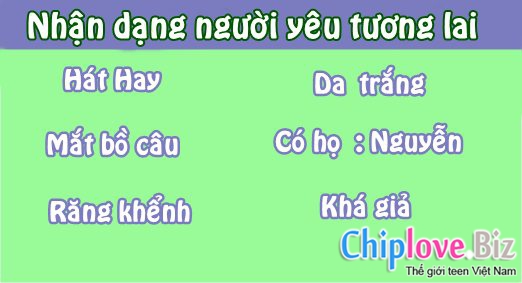 Nhận dạng người yêu tương lai
Hát Hay
Da trắng
Mắt bồ câu
Có họ : Nguyễn
Răng khểnh
Khá giả
Chiplove.Biz
Thế giới teen Việt Nam